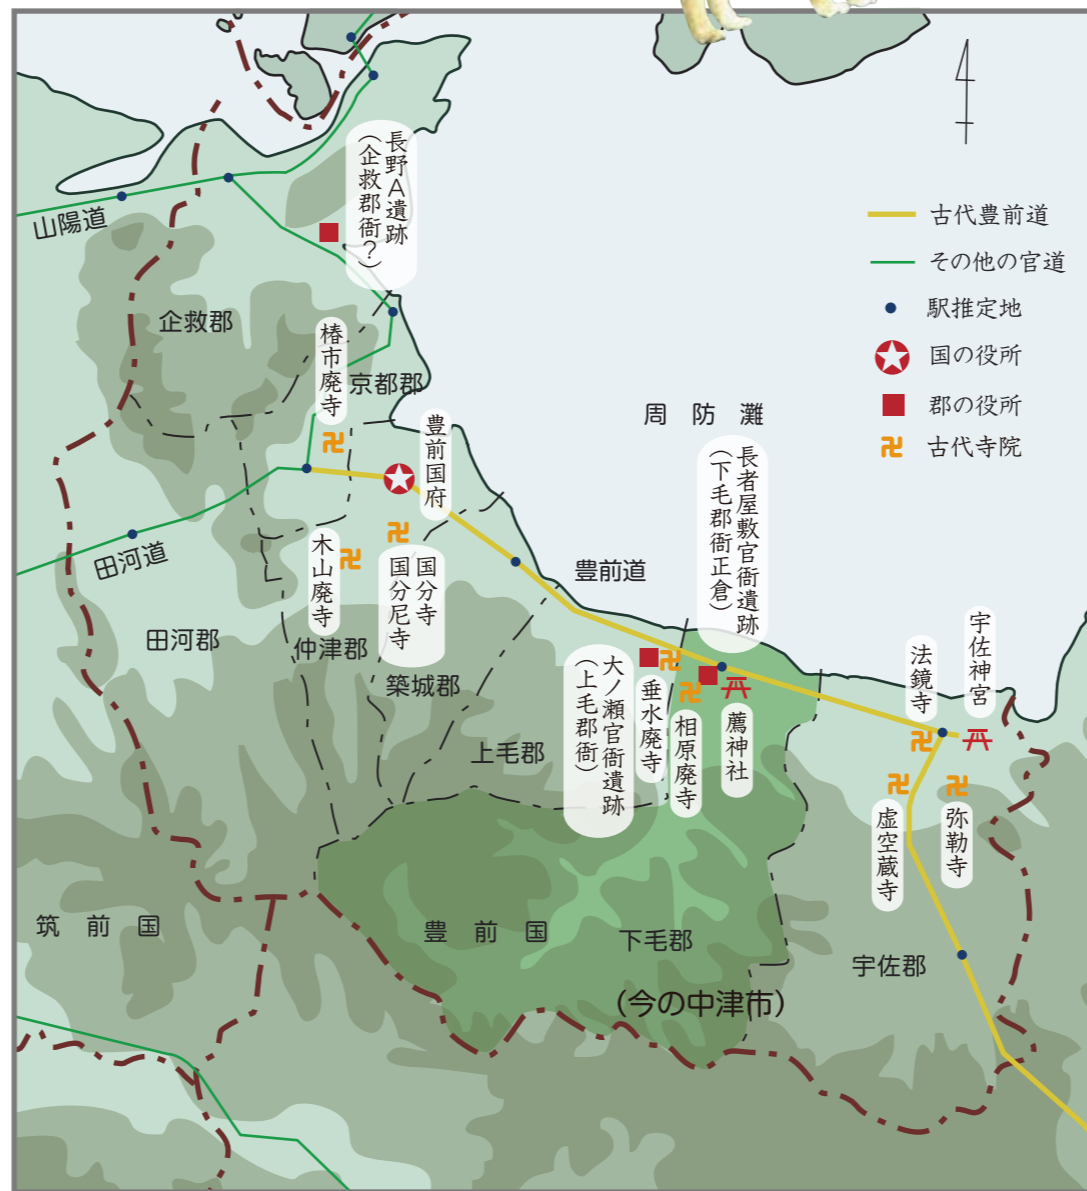 長野A遺跡
（企救郡衙？）
山陽道
企救郡
椿市廃寺
京都郡
豊前国府
田河道
木山廃寺
国分寺
国分尼寺
田河郡
仲津郡
築城郡
上毛郡
豊前道
周防灘
長者屋敷官衙遺跡
（下毛郡衙正倉）
大ノ瀬官衙遺跡
（上毛郡衙）
垂水廃寺
相原廃寺
薦神社
法鏡寺
宇佐神宮
虚空蔵寺
弥勒寺
筑前国
豊前国
下毛郡
（今の中津市）
宇佐郡
古代豊前道
その他の官道
駅推定地
国の役所
郡の役所
古代寺院